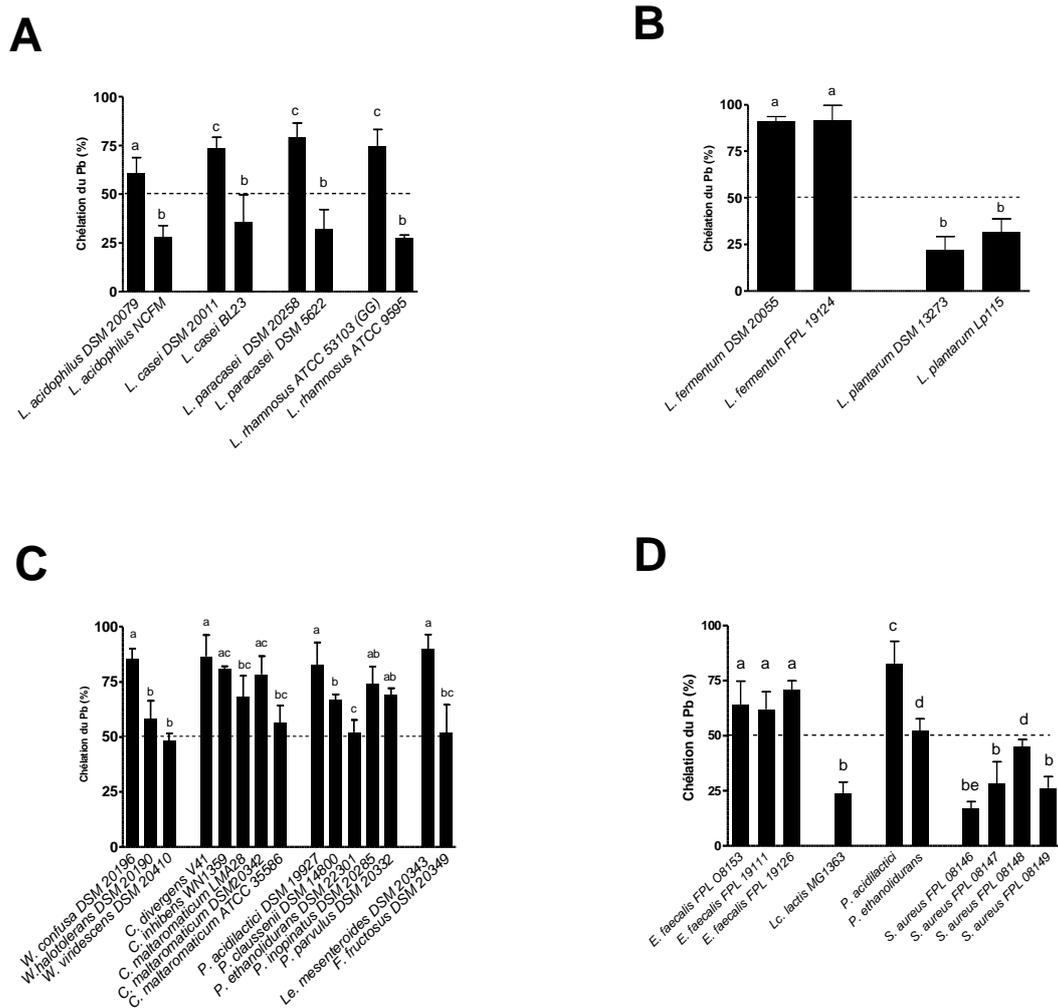 A
Chélation du Pb (%)
100
75
50
25
0
a
b
c
b
c
b
c
b
L. acidophilus DSM 20079
L. acidophilus NCFM
L. casei DSM 20011
L. casei BL23
L. paracasei DSM 20258
L. paracasei DSM 5622
L. rhamnosus ATCC 53103 (GG)
L. rhamnosus ATCC 9595
B
Chélation du Pb (%)
100
75
50
25
0
a
a
b
b
L. fermentum DSM 20055
L. fermentum FPL 19124
L. plantarum DSM 13273
L. plantarum Lp115
C
Chélation du Pb (%)
100
75
50
25
0
a
b
b
a
ac
bc
ac
bc
a
b
c
ab
ab
a
bc
W. confusa DSM 20196
W.halotolerans DSM 20190
W. viridescens DSM 20410
C. divergens V41
C. inhibens WN1359
C. maltaromaticum LMA28
C. maltaromaticum DSM20342
C. maltaromaticum ATCC 35586
P. acidilactici DSM 19927
P. claussenii DSM 14800
P. ethanolidurans DSM 22301
P. inopinatus DSM 20285
P. parvulus DSM 20332
Le. mesenteroides DSM 20343
F. fructosus DSM 20349
D
Chélation du Pb (%)
100
75
50
25
0
a
a
a
b
c
d
be
b
d
b
E. faecalis FPL O8153
E. faecalis FPL 19111
E. faecalis FPL 19126
Lc. lactis MG1363
P. acidilactici
P. ethanolidurans
S. aureus FPL 08146
S. aureus FPL 08147
S. aureus FPL 08148
S. aureus FPL 08149